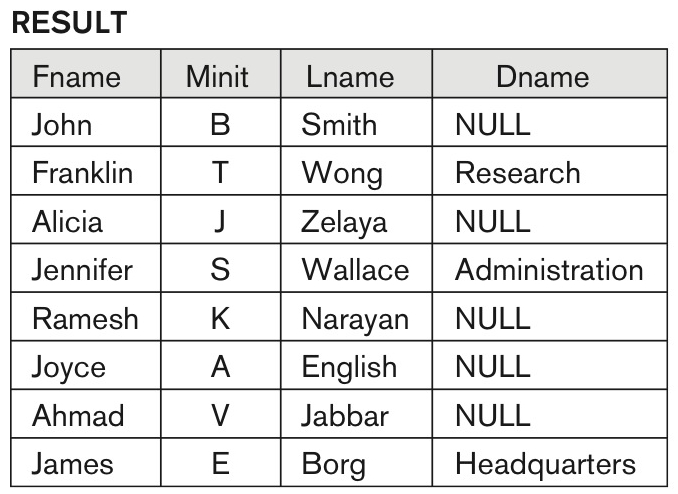 RESULT
Fname Minit Lname Dname
John B Smith NULL
Franklin T Wong Research
Alicia J Zelaya NULL
Jennifer S Wallace Administration
Ramesh K Narayan NULL
Joyce A English NULL
Ahmad V Jabbar NULL
James E Borg Headquarters